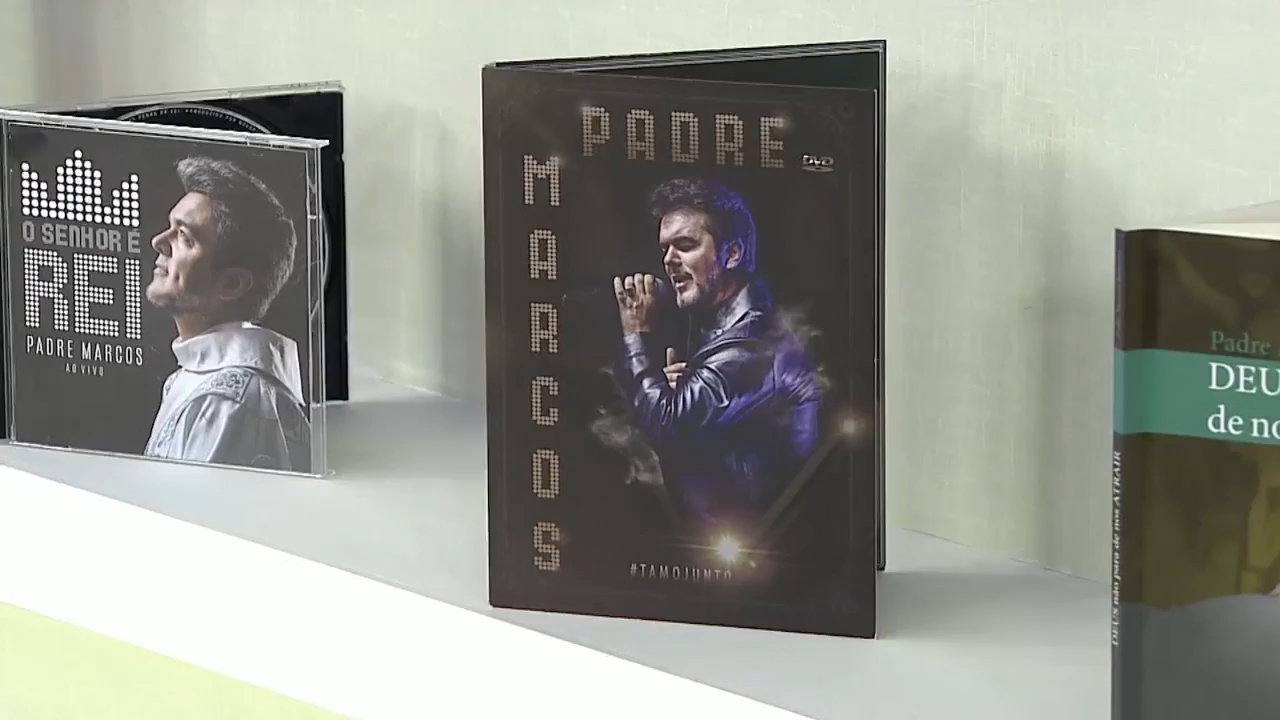 O SENHOR É
REI
PADRE MARCOS
AO VIVO
PADRE
DVD
MARCOS
#TAMOJUNTO
Padre
DEU
de no
DEUS não para de nos ATRAIR